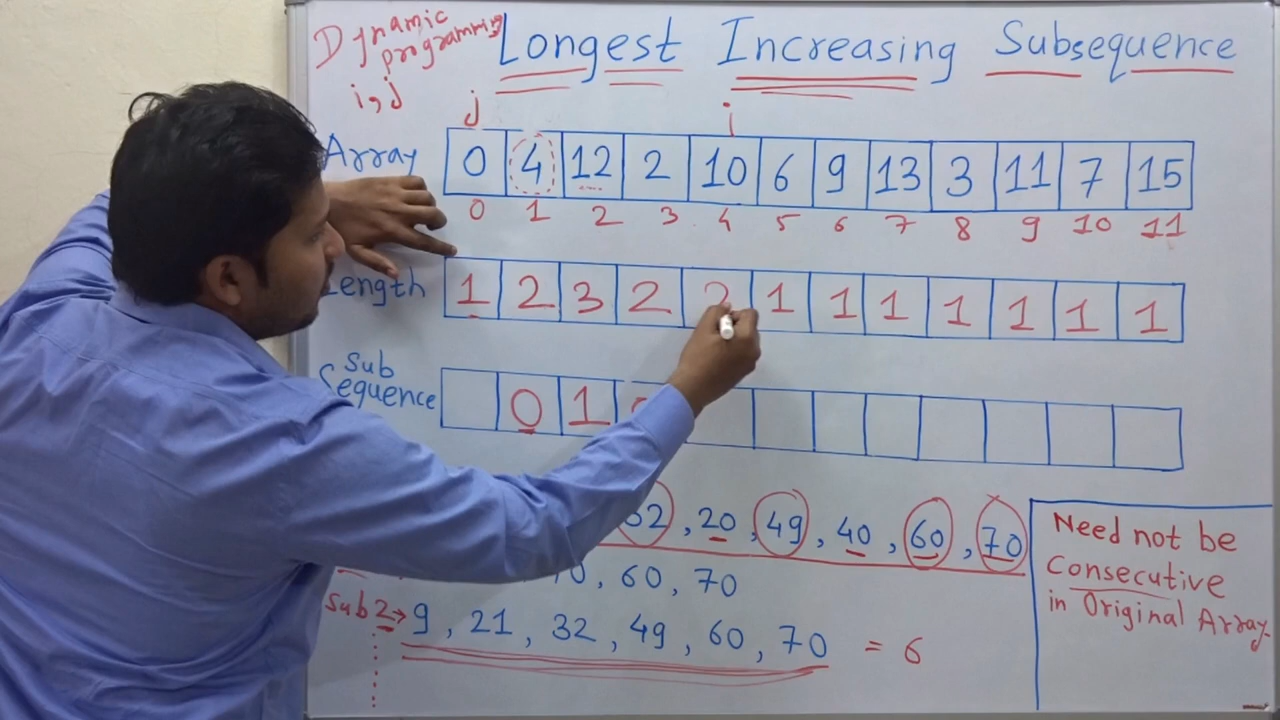 Dynamic programming
Longest Increasing Subsequence
i,j
j i
Array 0 4 12 2 10 6 9 13 3 11 7 15
0 1 2 3 4 5 6 7 8 9 10 11
Length 1 2 3 2 2 1 1 1 1 1 1 1
Sub
Sequence 0 1
32, 20, 49, 40, 60, 70
, 60, 70
Sub2→ 9, 21, 32, 49, 60, 70 = 6
Need not be
Consecutive
in Original Array.